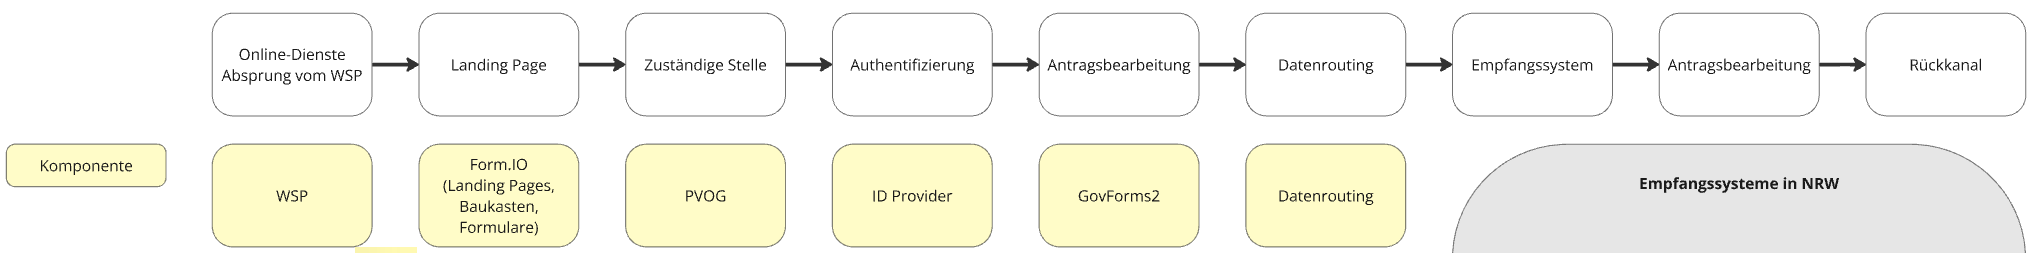 Online-Dienste
Absprung vom WSP
Landing Page
Zuständige Stelle
Authentifizierung
Antragsbearbeitung
Datenrouting
Empfangssystem
Antragsbearbeitung
Rückkanal
Komponente
WSP
Form.IO
(Landing Pages,
Baukasten,
Formulare)
PVOG
ID Provider
GovForms2
Datenrouting
Empfangssysteme in NRW